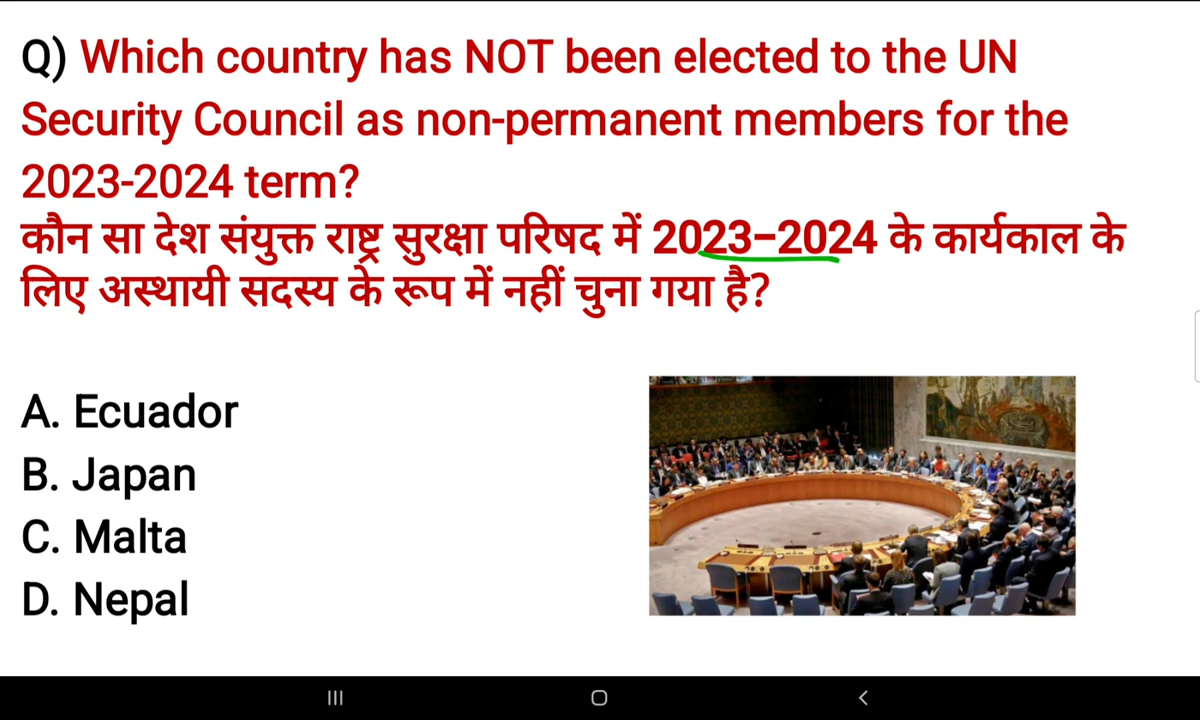 Q) Which country has NOT been elected to the UN
Security Council as non-permanent members for the
2023-2024 term?
कौन सा देश संयुक्त राष्ट्र सुरक्षा परिषद में 2023-2024 के कार्यकाल के
लिए अस्थायी सदस्य के रूप में नहीं चुना गया है?
A. Ecuador
B. Japan
C. Malta
D. Nepal